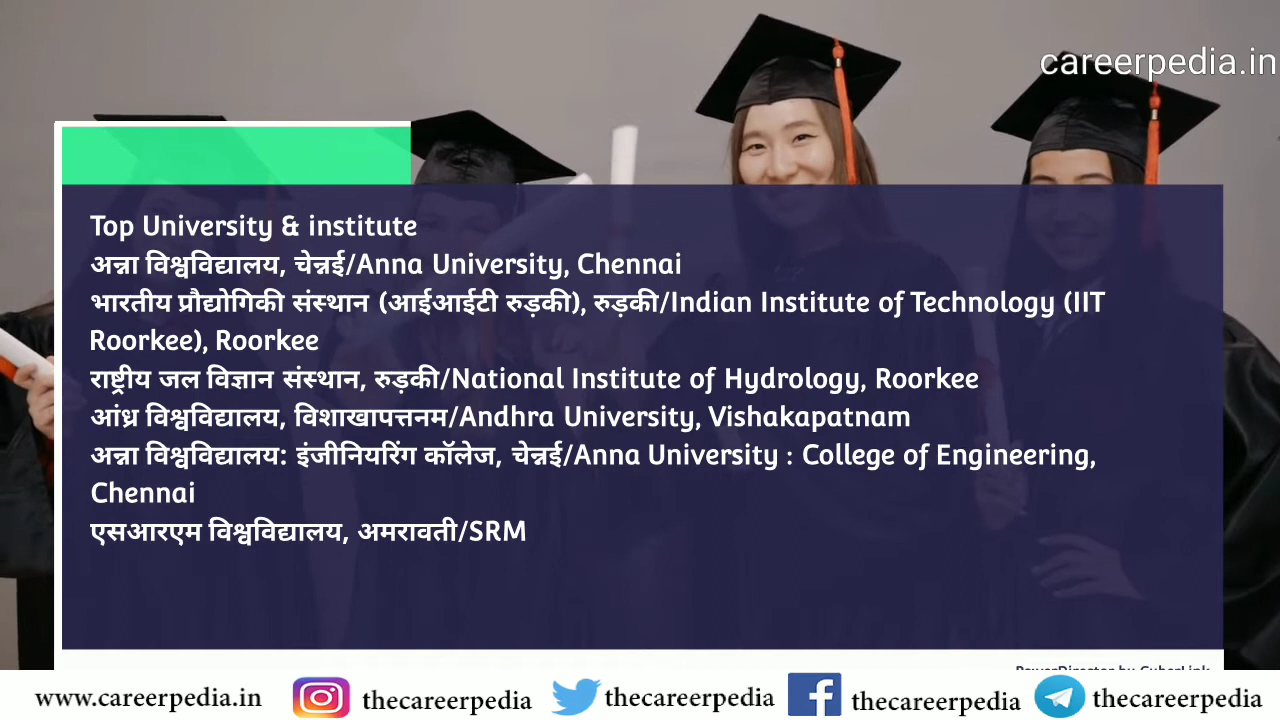 careerpedia.in
Top University & institute
अन्ना विश्वविद्यालय, चेन्नई/Anna University, Chennai
भारतीय प्रौद्योगिकी संस्थान (आईआईटी रुड़की), रुड़की/Indian Institute of Technology (IIT
Roorkee), Roorkee
राष्ट्रीय जल विज्ञान संस्थान, रुड़की/National Institute of Hydrology, Roorkee
आंध्र विश्वविद्यालय, विशाखापत्तनम/Andhra University, Vishakapatnam
अन्ना विश्वविद्यालय: इंजीनियरिंग कॉलेज, चेन्नई/Anna University : College of Engineering,
Chennai
एसआरएम विश्वविद्यालय, अमरावती/SRM
PowerDirector by CyberLink
www.careerpedia.in thecareerpedia thecareerpedia thecareerpedia thecareerpedia